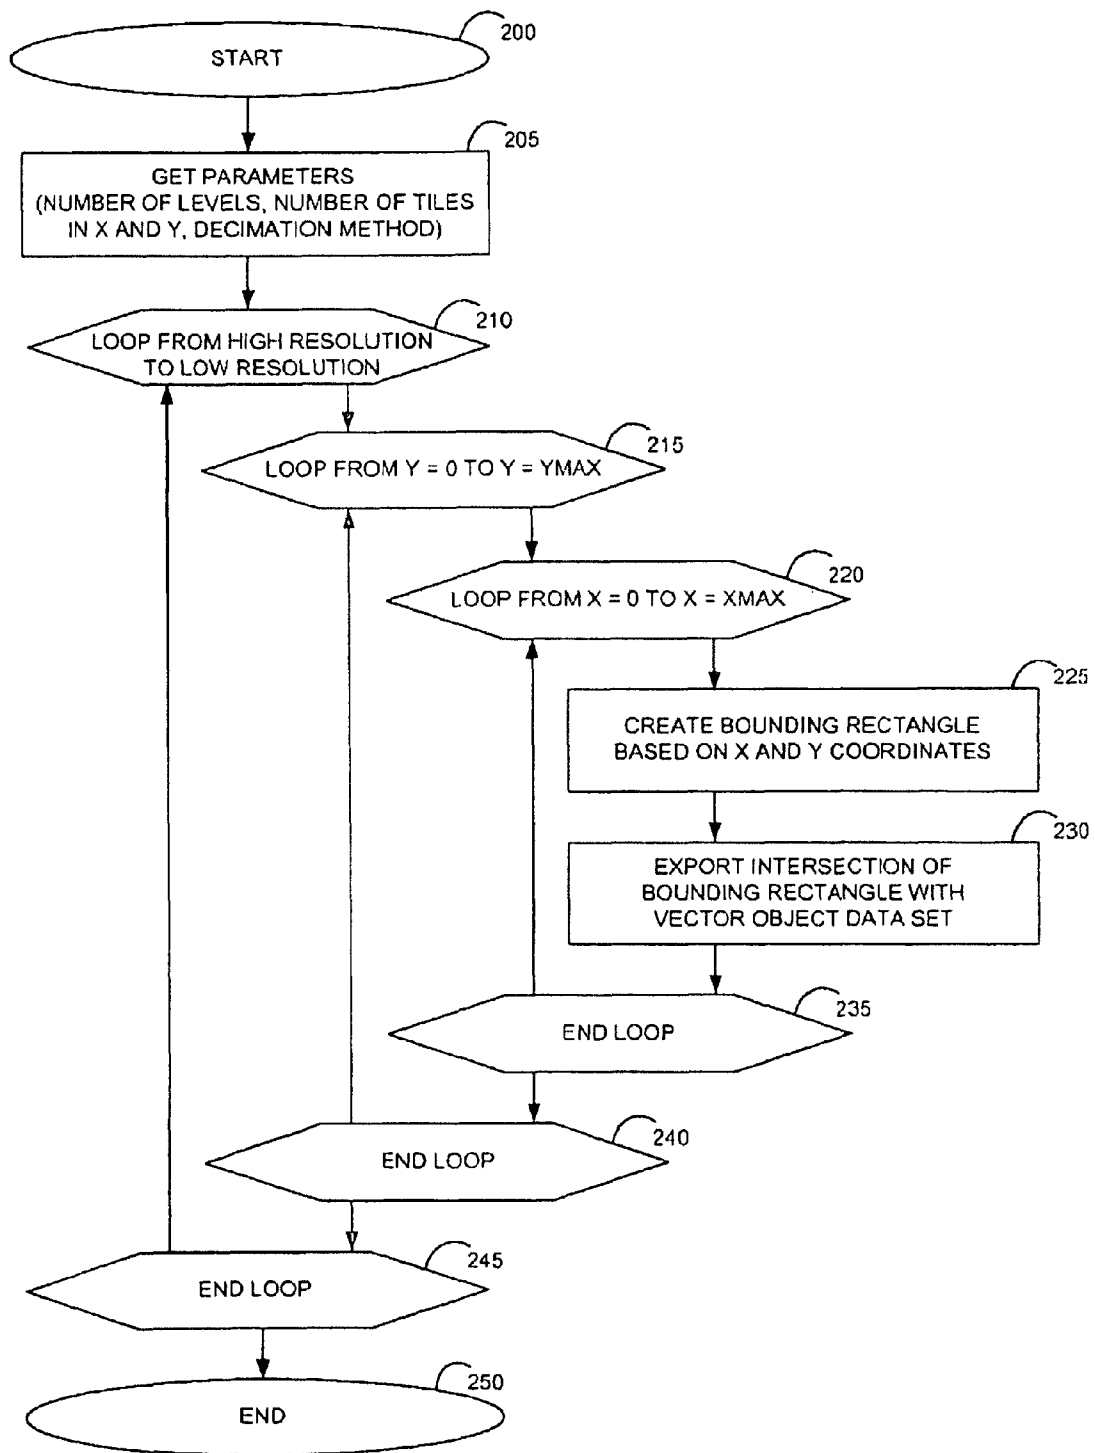 200
START
205
GET PARAMETERS
(NUMBER OF LEVELS, NUMBER OF TILES
IN X AND Y, DECIMATION METHOD)
210
LOOP FROM HIGH RESOLUTION
TO LOW RESOLUTION
215
LOOP FROM Y = 0 TO Y = YMAX
220
LOOP FROM X = 0 TO X = XMAX
225
CREATE BOUNDING RECTANGLE
BASED ON X AND Y COORDINATES
230
EXPORT INTERSECTION OF
BOUNDING RECTANGLE WITH
VECTOR OBJECT DATA SET
235
END LOOP
240
END LOOP
245
END LOOP
250
END